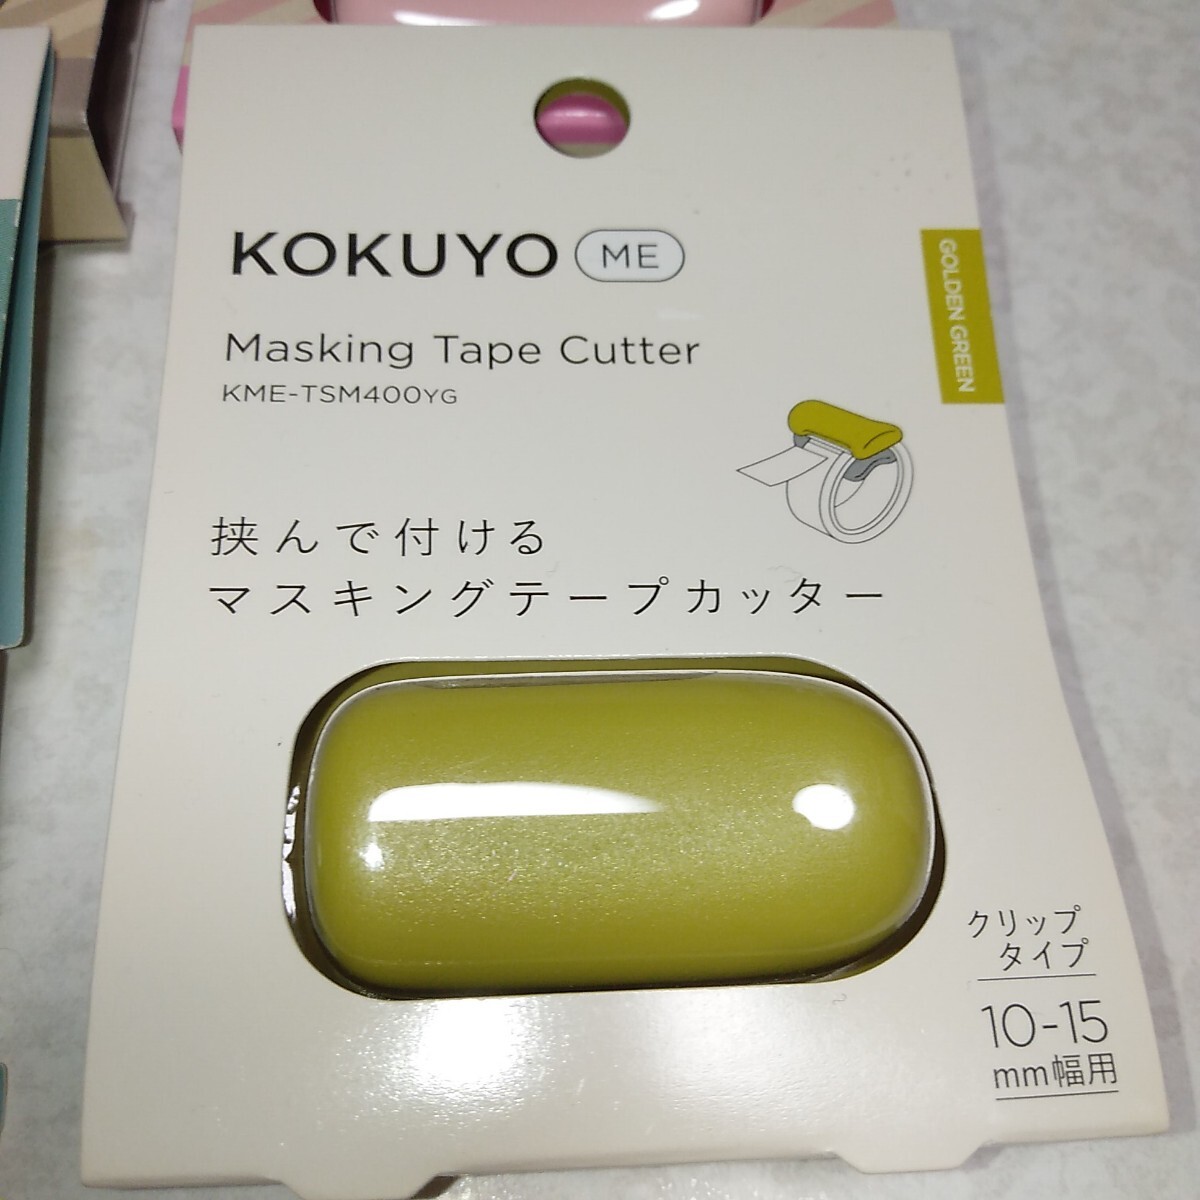 KOKUYO ME
Masking Tape Cutter
KME-TSM400YG
GOLDEN GREEN
挟んで付ける
マスキングテープカッター
クリップ
タイプ
10-15
mm幅用